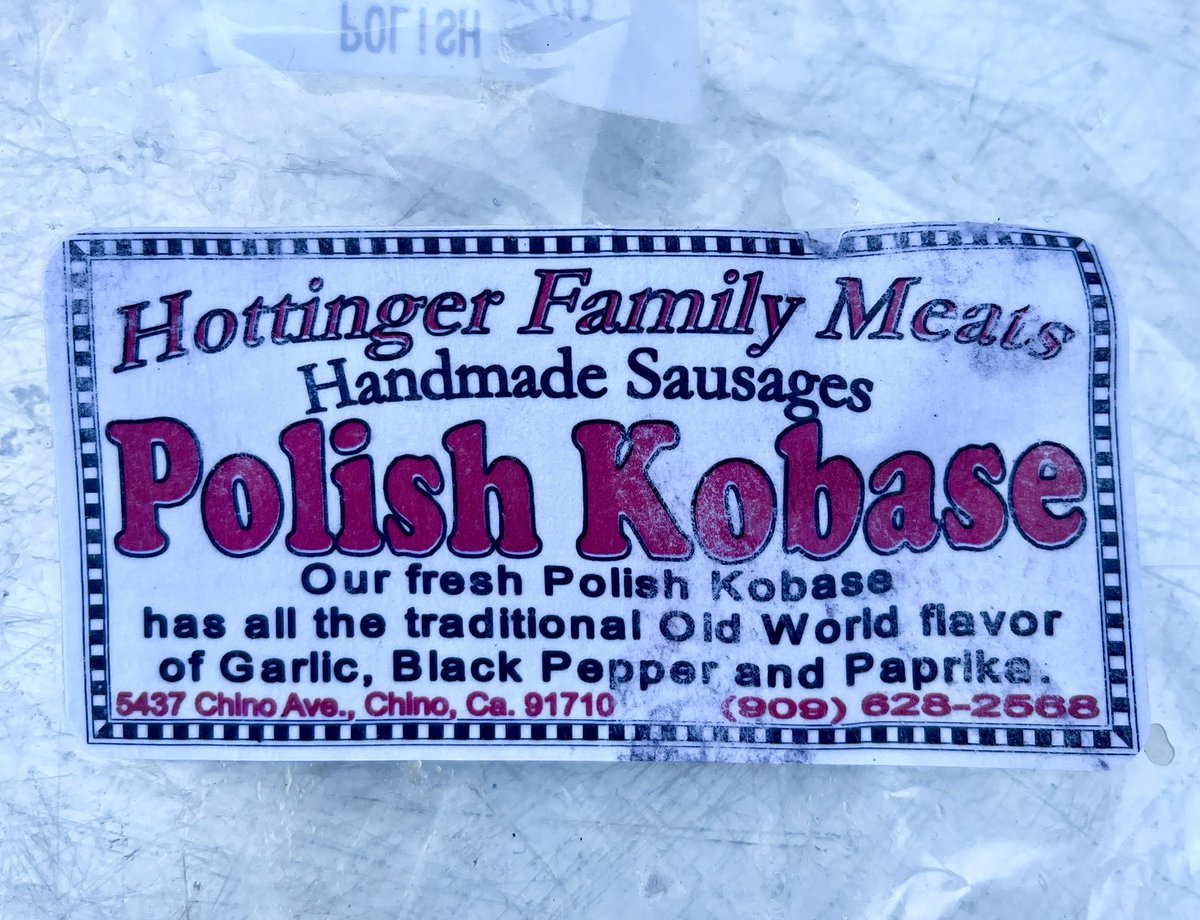 POLISH
Hottinger Family Meats
Handmade Sausages
Polish Kobase
Our fresh Polish Kobase
has all the traditional Old World flavor
of Garlic, Black Pepper and Paprika.
5437 Chino Ave., Chino, Ca. 91710 (909) 628-2568